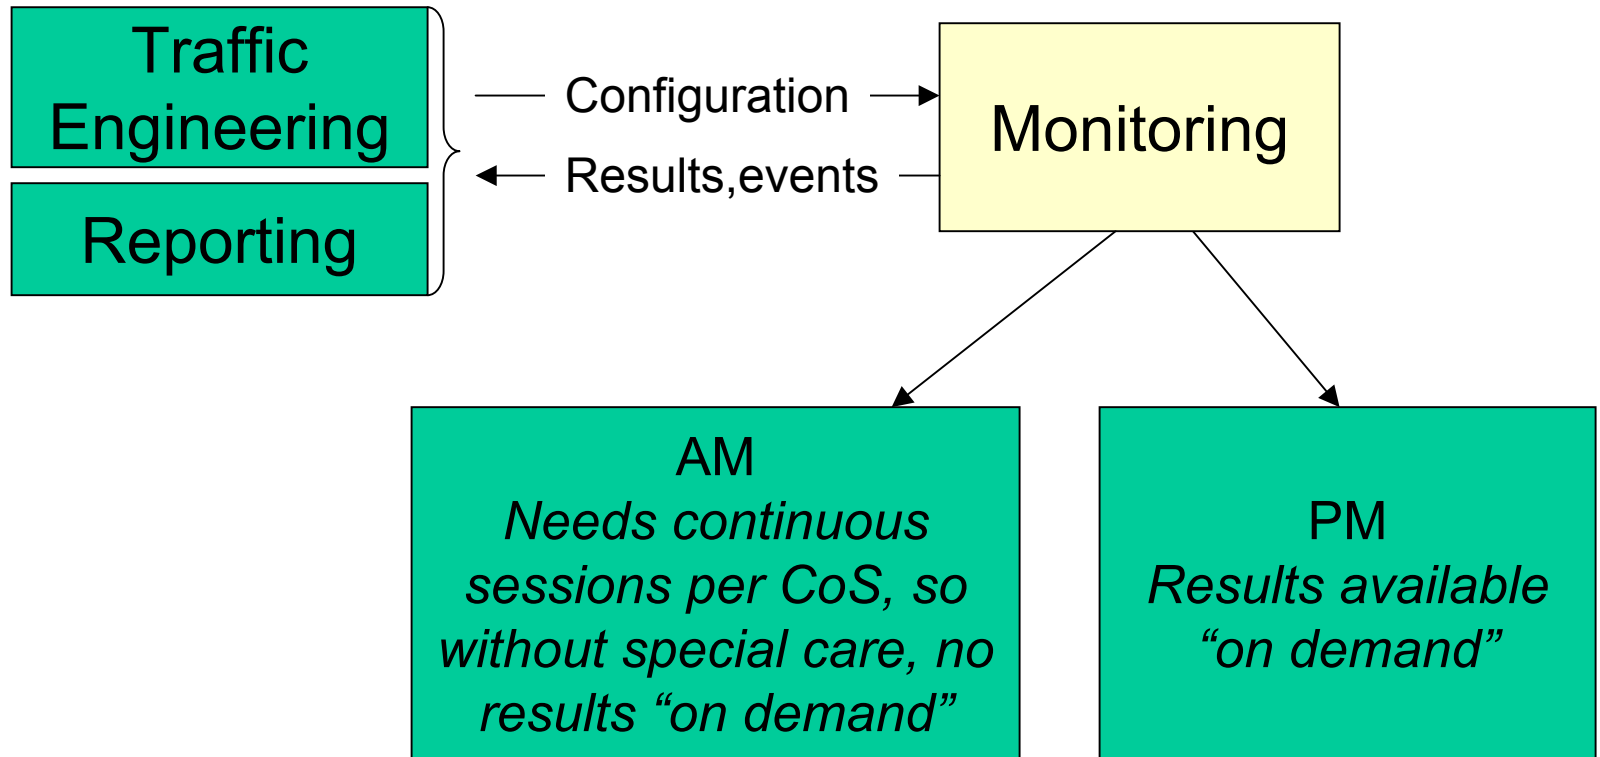 Traffic
Engineering
Reporting
Configuration
Results,events
Monitoring
AM
Needs continuous
sessions per CoS, so
without special care, no
results “on demand”
PM
Results available
“on demand”